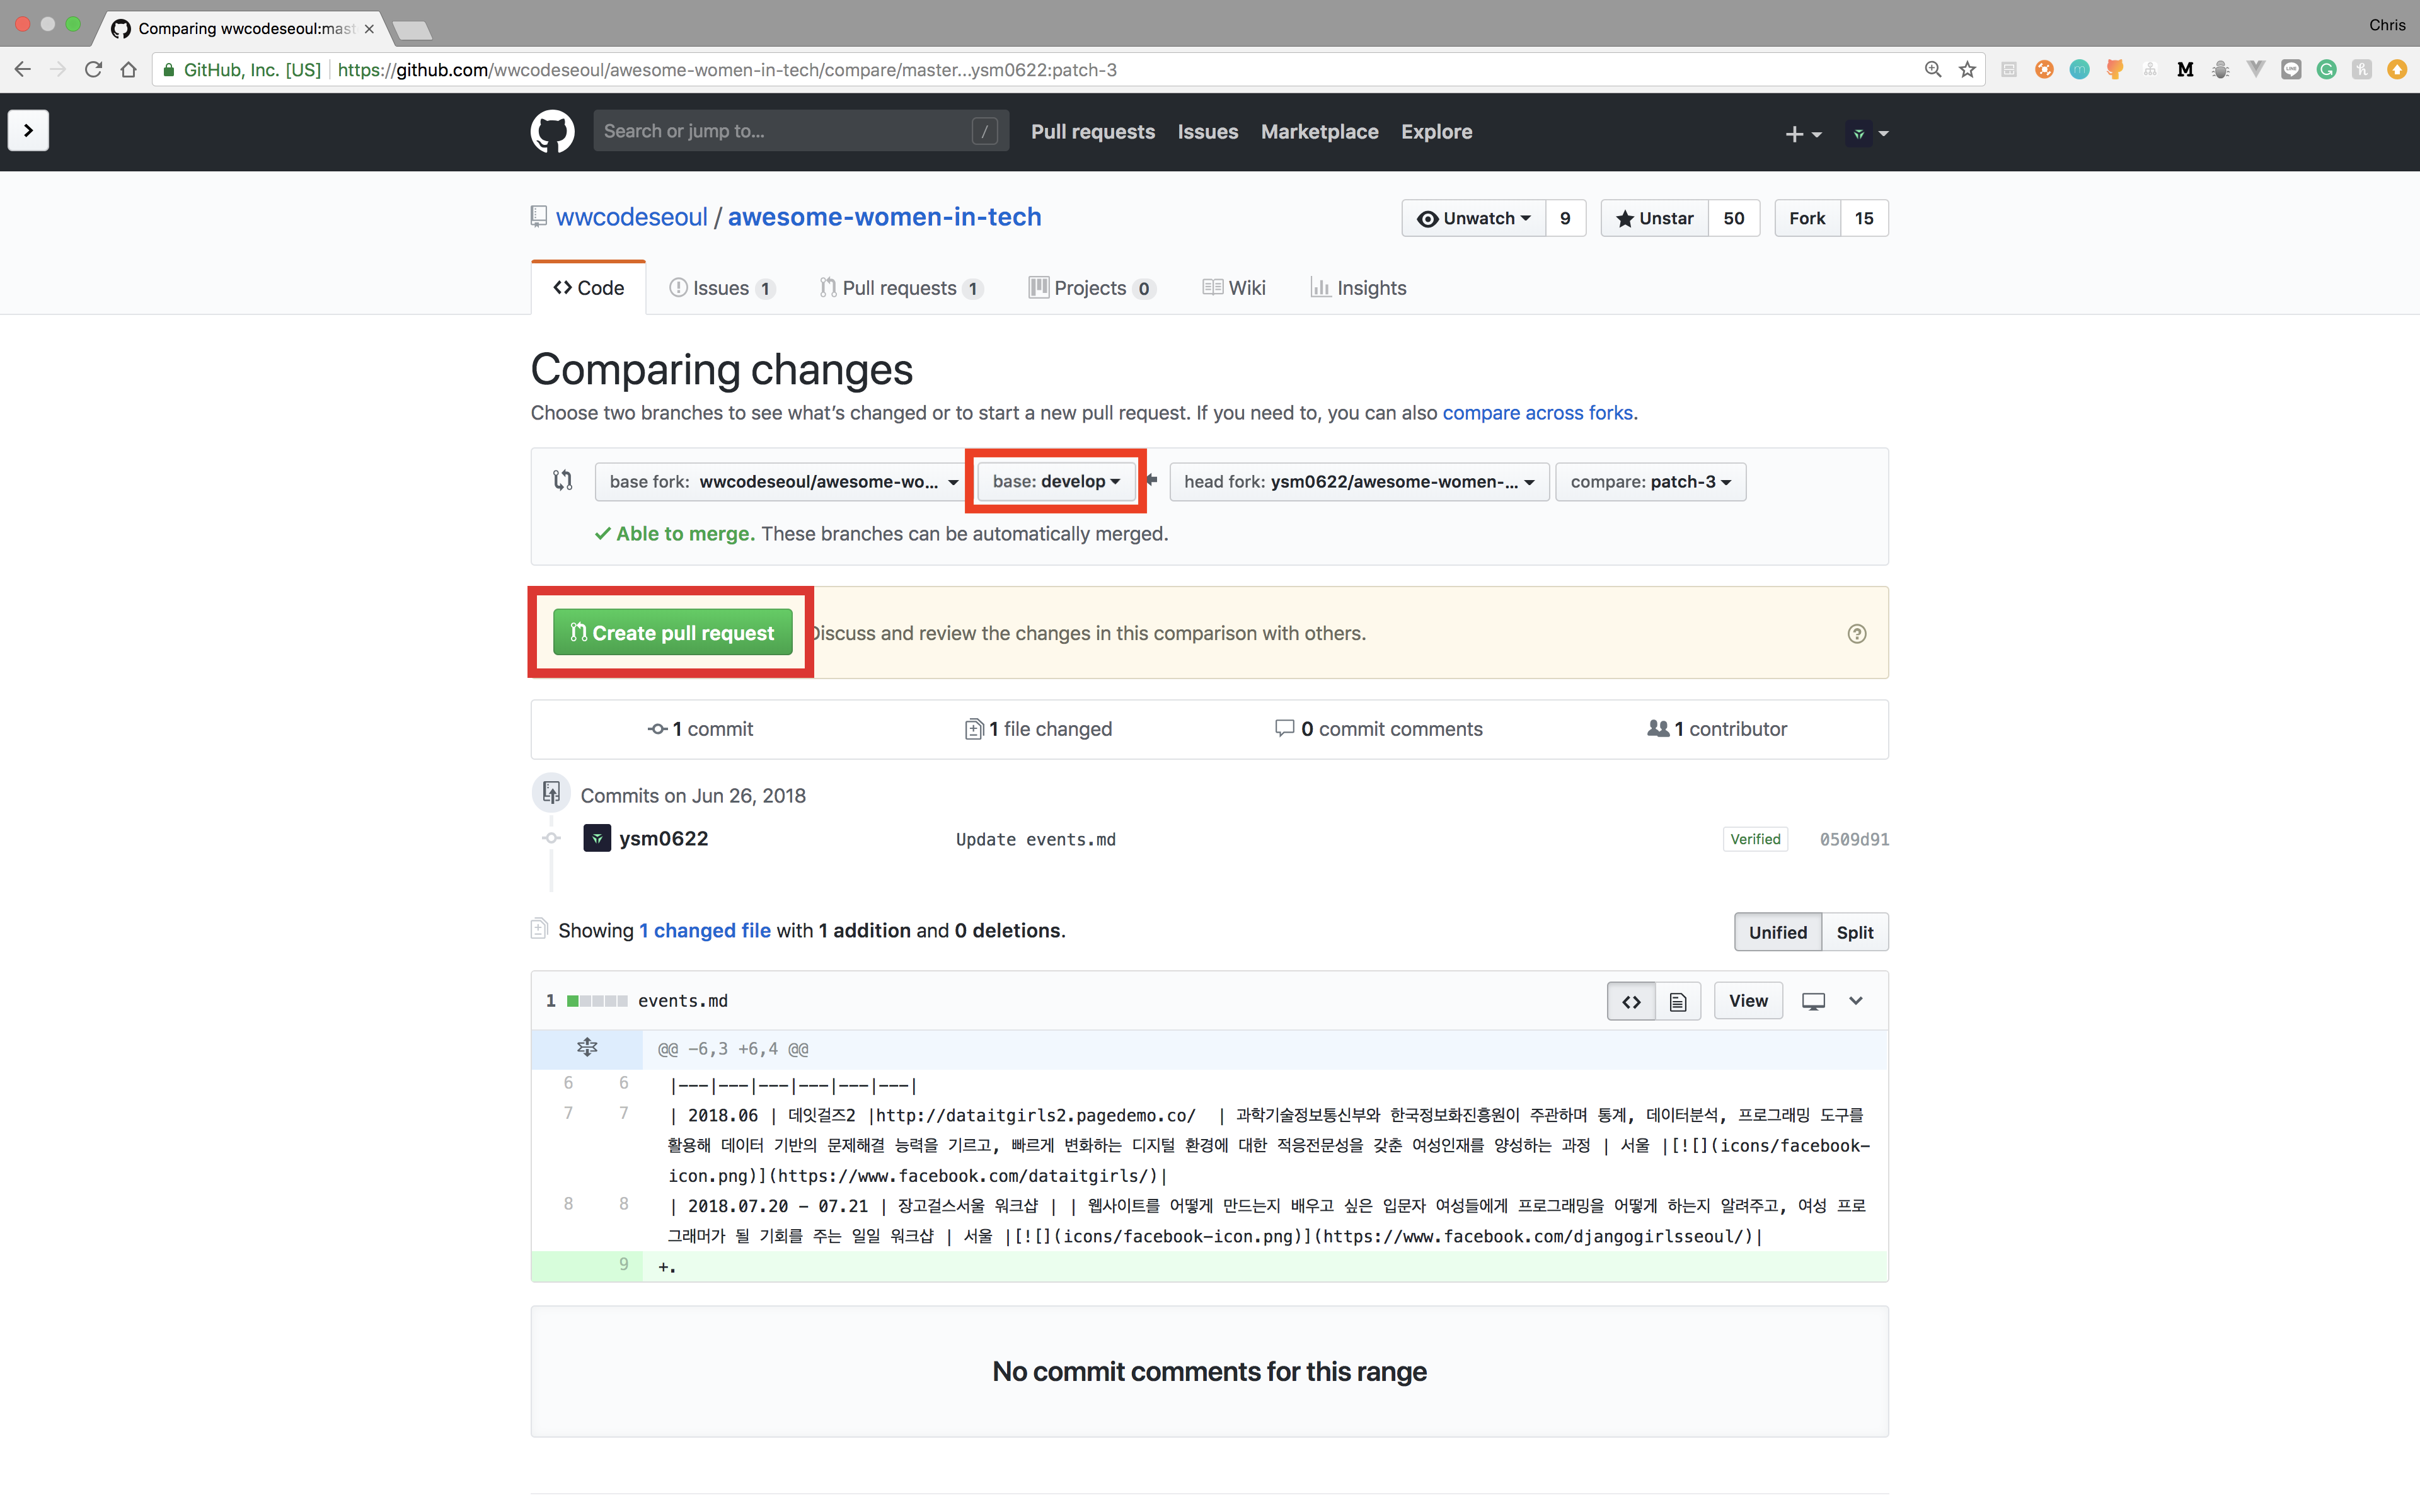 Comparing wwcodeseoul:mast
Chris
GitHub, Inc. [US] https://github.com/wwcodeseoul/awesome-women-in-tech/compare/master...ysm0622:patch-3
Search or jump to... / Pull requests Issues Marketplace Explore
wwcodeseoul / awesome-women-in-tech
Unwatch 9 Unstar 50 Fork 15
Code Issues 1 Pull requests 1 Projects 0 Wiki Insights
Comparing changes
Choose two branches to see what's changed or to start a new pull request. If you need to, you can also compare across forks.
base fork: wwcodeseoul/awesome-wo... base: develop head fork: ysm0622/awesome-women-... compare: patch-3
Able to merge. These branches can be automatically merged.
Create pull request Discuss and review the changes in this comparison with others.
1 commit 1 file changed 0 commit comments 1 contributor
Commits on Jun 26, 2018
ysm0622 Update events.md Verified 0509d91
Showing 1 changed file with 1 addition and 0 deletions.
Unified Split
1 events.md View
@@ -6,3 +6,4 @@
6 6 |---|---|---|---|---|---|
7 7 | 2018.06 | 데잇걸즈2 |http://dataitgirls2.pagedemo.co/ | 과학기술정보통신부와 한국정보화진흥원이 주관하며 통계, 데이터분석, 프로그래밍 도구를
활용해 데이터 기반의 문제해결 능력을 기르고, 빠르게 변화하는 디지털 환경에 대한 적응전문성을 갖춘 여성인재를 양성하는 과정 | 서울 |[![](icons/facebook-
icon.png)](https://www.facebook.com/dataitgirls/)|
8 8 | 2018.07.20 - 07.21 | 장고걸스서울 워크샵 | | 웹사이트를 어떻게 만드는지 배우고 싶은 입문자 여성들에게 프로그래밍을 어떻게 하는지 알려주고, 여성 프로
그래머가 될 기회를 주는 일일 워크샵 | 서울 |[![](icons/facebook-icon.png)](https://www.facebook.com/djangogirlsseoul/)|
9 +.
No commit comments for this range